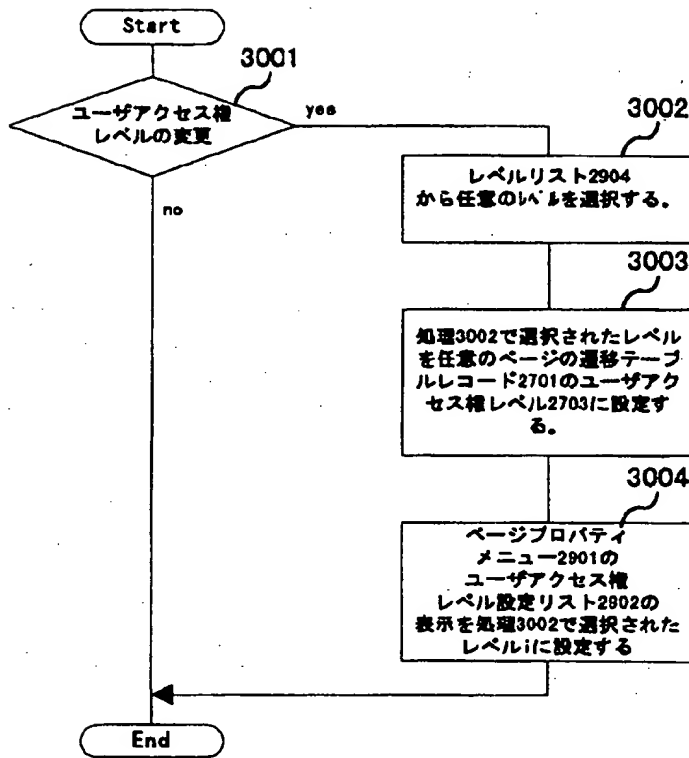 Start
3001
ユーザアクセス権
レベルの変更
yes
no
3002
レベルリスト2904
から任意のﾚﾍﾞﾙを選択する。
3003
処理3002で選択されたレベル
を任意のページの遷移テーブ
ルレコード2701のユーザアク
セス権レベル2703に設定す
る。
3004
ページプロパティ
メニュー2901の
ユーザアクセス権
レベル設定リスト2902の
表示を処理3002で選択された
レベルiに設定する
End